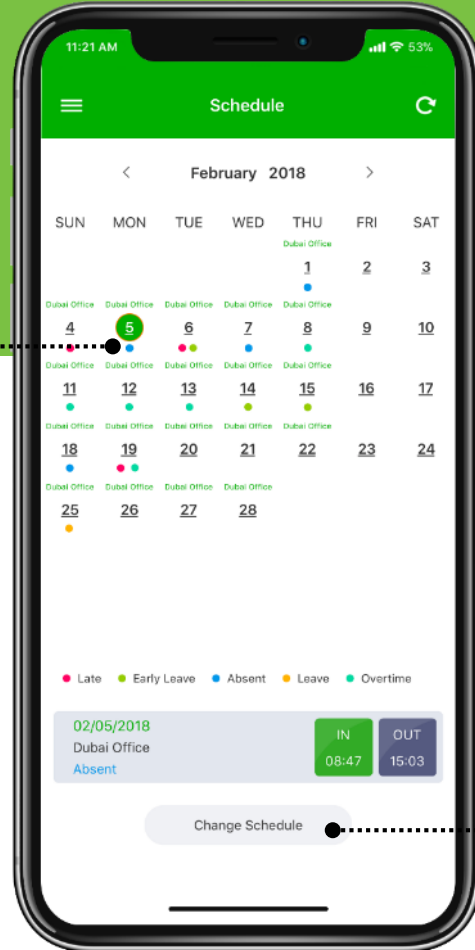 11:21 AM 53%
Schedule
February 2018
SUN MON TUE WED THU FRI SAT
Dubai Office
1 2 3
Dubai Office Dubai Office Dubai Office Dubai Office Dubai Office
4 5 6 7 8 9 10
Dubai Office Dubai Office Dubai Office Dubai Office Dubai Office
11 12 13 14 15 16 17
Dubai Office Dubai Office Dubai Office Dubai Office Dubai Office
18 19 20 21 22 23 24
Dubai Office Dubai Office Dubai Office Dubai Office
25 26 27 28
Late Early Leave Absent Leave Overtime
02/05/2018
Dubai Office
Absent
IN OUT
08:47 15:03
Change Schedule